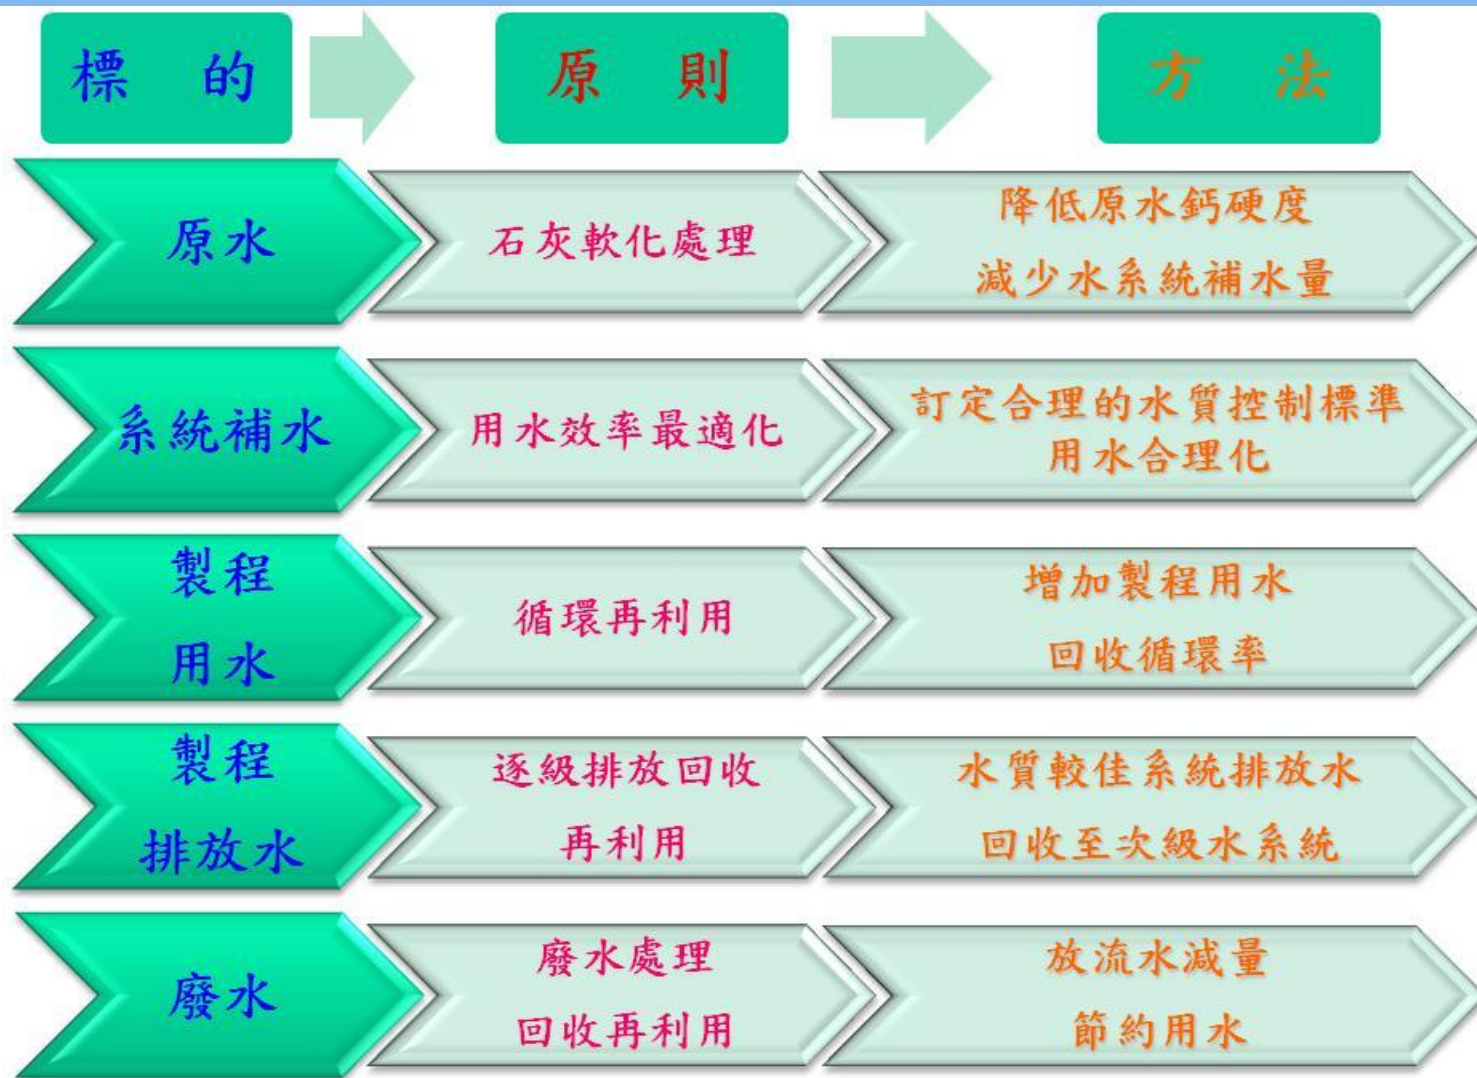 標 的
原 則
方 法
原水
石灰軟化處理
降低原水鈣硬度
減少水系統補水量
系統補水
用水效率最適化
訂定合理的水質控制標準
用水合理化
製程
用水
循環再利用
增加製程用水
回收循環率
製程
排放水
逐級排放回收
再利用
水質較佳系統排放水
回收至次級水系統
廢水
廢水處理
回收再利用
放流水減量
節約用水